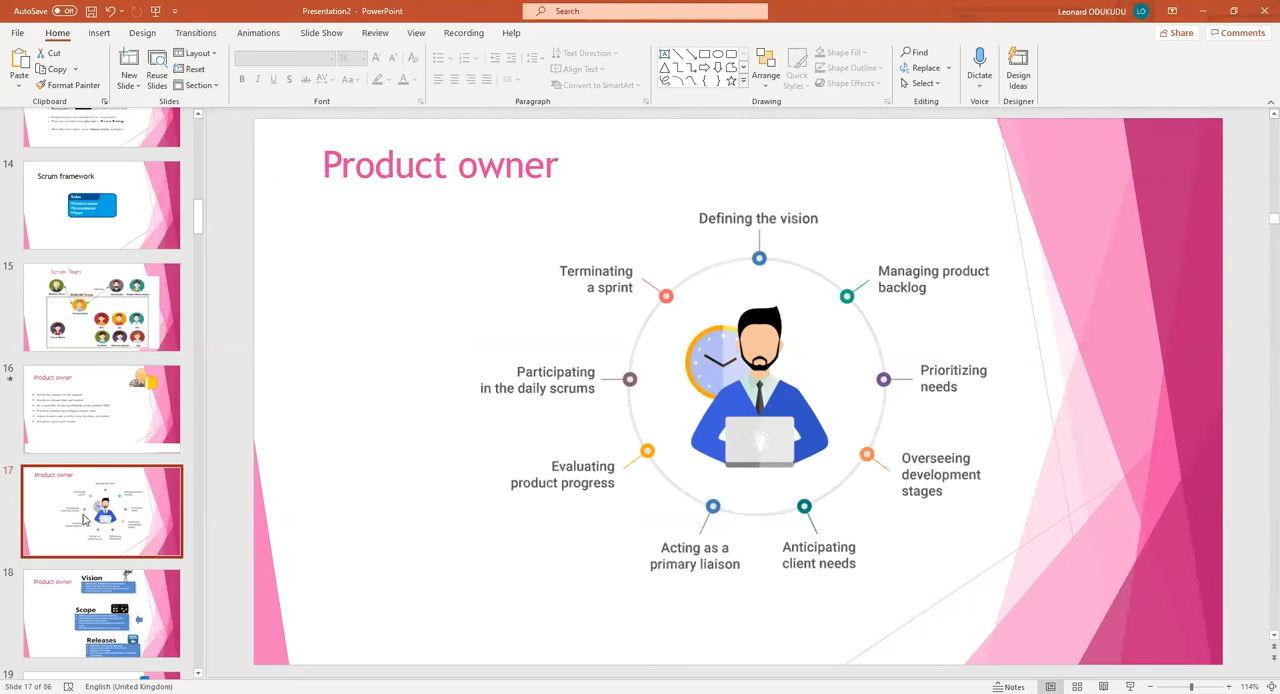 AutoSave Off
Presentation2 - PowerPoint
Search
Leonard ODUKUDU LO
File Home Insert Design Transitions Animations Slide Show Review View Recording Help
Share Comments
Paste
Cut
Copy
Format Painter
Clipboard
New Slide
Reuse Slides
Layout
Reset
Section
Slides
36
Font
Text Direction
Align Text
Convert to SmartArt
Paragraph
Arrange
Quick Styles
Shape Fill
Shape Outline
Shape Effects
Drawing
Find
Replace
Select
Editing
Dictate
Voice
Design Ideas
Designer
14
Scrum framework
15
Scrum Team
16
Product owner
17
Product owner
18
Product owner
Vision
Scope
Releases
19
Product owner
Defining the vision
Managing product
backlog
Prioritizing
needs
Overseeing
development
stages
Anticipating
client needs
Acting as a
primary liaison
Evaluating
product progress
Participating
in the daily scrums
Terminating
a sprint
Slide 17 of 86
English (United Kingdom)
Notes
114%